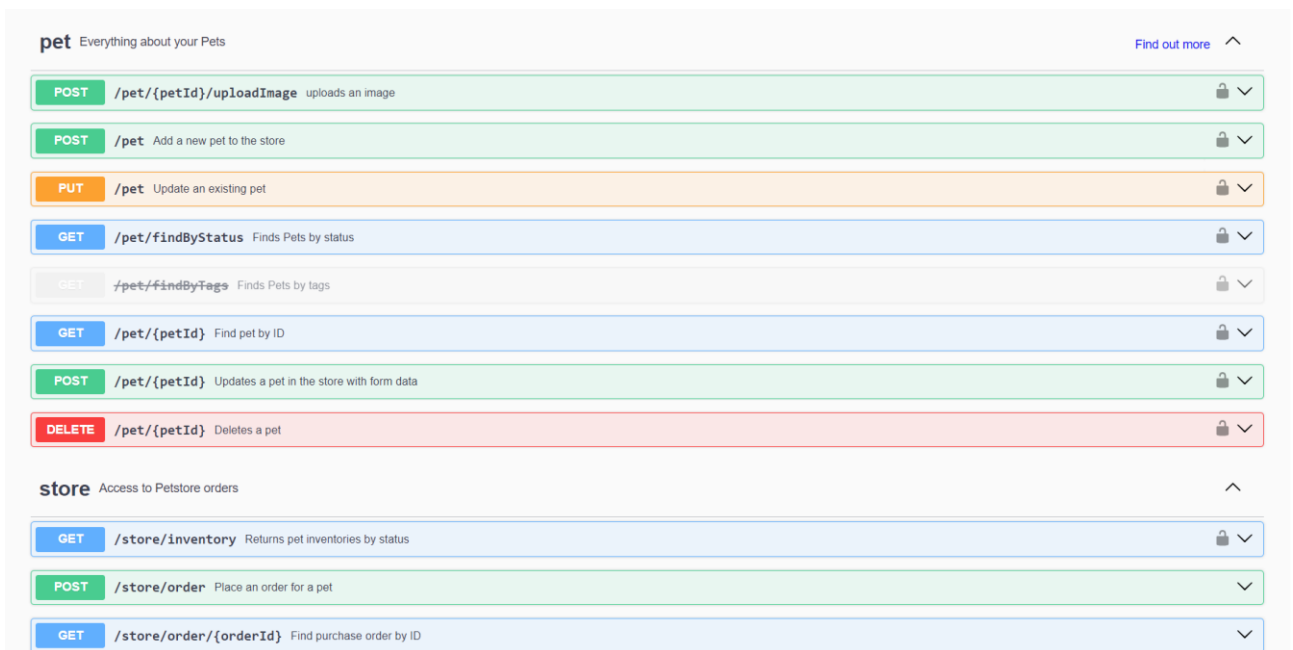 pet Everything about your Pets Find out more
POST /pet/{petId}/uploadImage uploads an image
POST /pet Add a new pet to the store
PUT /pet Update an existing pet
GET /pet/findByStatus Finds Pets by status
GET /pet/findByTags Finds Pets by tags
GET /pet/{petId} Find pet by ID
POST /pet/{petId} Updates a pet in the store with form data
DELETE /pet/{petId} Deletes a pet
store Access to Petstore orders
GET /store/inventory Returns pet inventories by status
POST /store/order Place an order for a pet
GET /store/order/{orderId} Find purchase order by ID